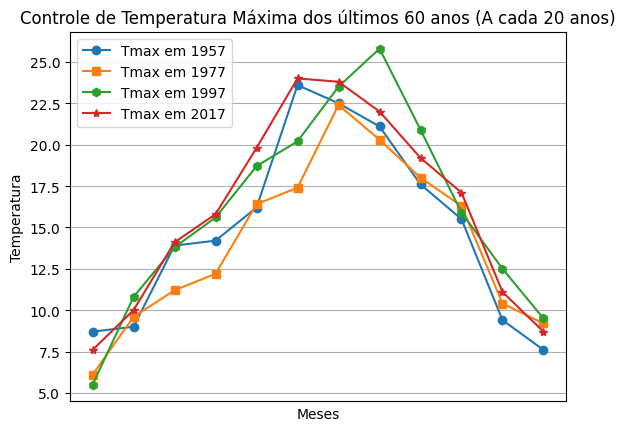 Controle de Temperatura Máxima dos últimos 60 anos (A cada 20 anos)
Tmax em 1957
Tmax em 1977
Tmax em 1997
Tmax em 2017
Temperatura
25.0
22.5
20.0
17.5
15.0
12.5
10.0
7.5
5.0
Meses